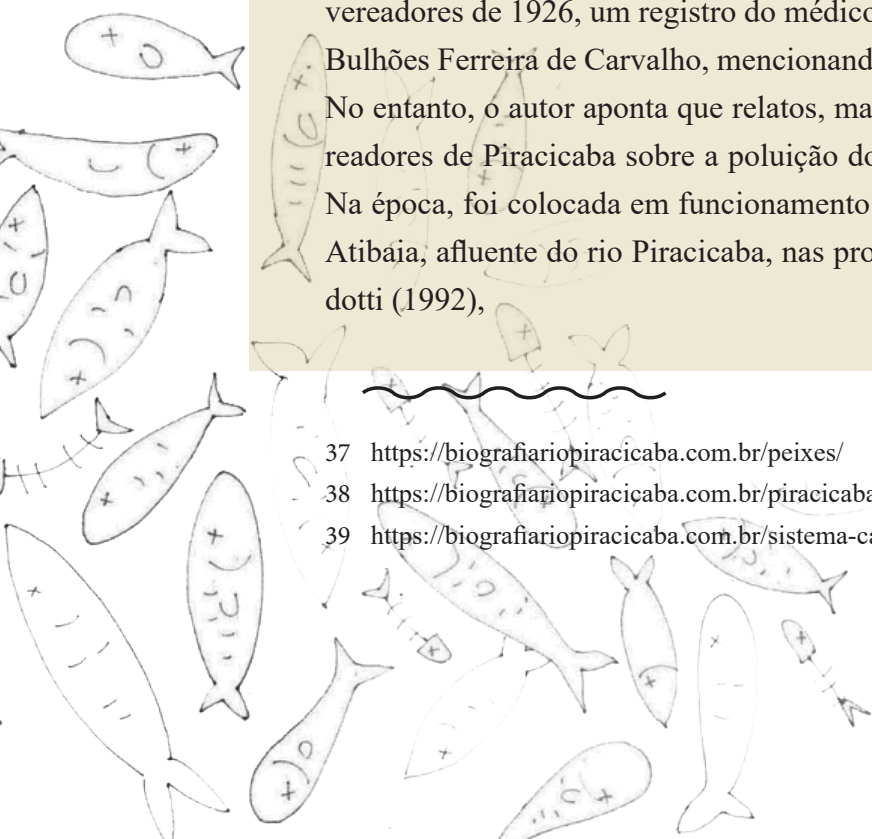 vereadores de 1926, um registro do médico
Bulhões Ferreira de Carvalho, mencionand
No entanto, o autor aponta que relatos, ma
readores de Piracicaba sobre a poluição do
Na época, foi colocada em funcionamento
Atibaia, afluente do rio Piracicaba, nas pro
dotti (1992),
37 https://biografiariopiracicaba.com.br/peixes/
38 https://biografiariopiracicaba.com.br/piracicaba
39 https://biografiariopiracicaba.com.br/sistema-ca